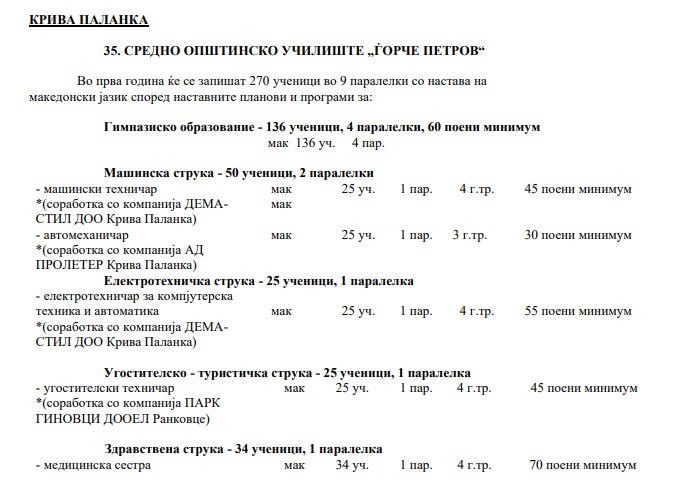 КРИВА ПАЛАНКА
35. СРЕДНО ОПШТИНСКО УЧИЛИШТЕ „ЃОРЧЕ ПЕТРОВ“
Во прва година ќе се запишат 270 ученици во 9 паралелки со настава на
македонски јазик според наставните планови и програми за:
Гимназиско образование - 136 ученици, 4 паралелки, 60 поени минимум
мак 136 уч. 4 пар.
Машинска струка - 50 ученици, 2 паралелки
- машински техничар мак 25 уч. 1 пар. 4 г.тр. 45 поени минимум
*(соработка со компанија ДЕМА- мак
СТИЛ ДОО Крива Паланка)
- автомеханичар мак 25 уч. 1 пар. 3 г.тр. 30 поени минимум
*(соработка со компанија АД
ПРОЛЕТЕР Крива Паланка)
Електротехничка струка - 25 ученици, 1 паралелка
- електротехничар за компјутерска
техника и автоматика мак 25 уч. 1 пар. 4 г.тр. 55 поени минимум
*(соработка со компанија ДЕМА-
СТИЛ ДОО Крива Паланка)
Угостителско - туристичка струка - 25 ученици, 1 паралелка
- угостителски техничар мак 25 уч. 1 пар. 4 г.тр. 45 поени минимум
*(соработка со компанија ПАРК
ГИНОВЦИ ДООЕЛ Ранковце)
Здравствена струка - 34 ученици, 1 паралелка
- медицинска сестра мак 34 уч. 1 пар. 4 г.тр. 70 поени минимум